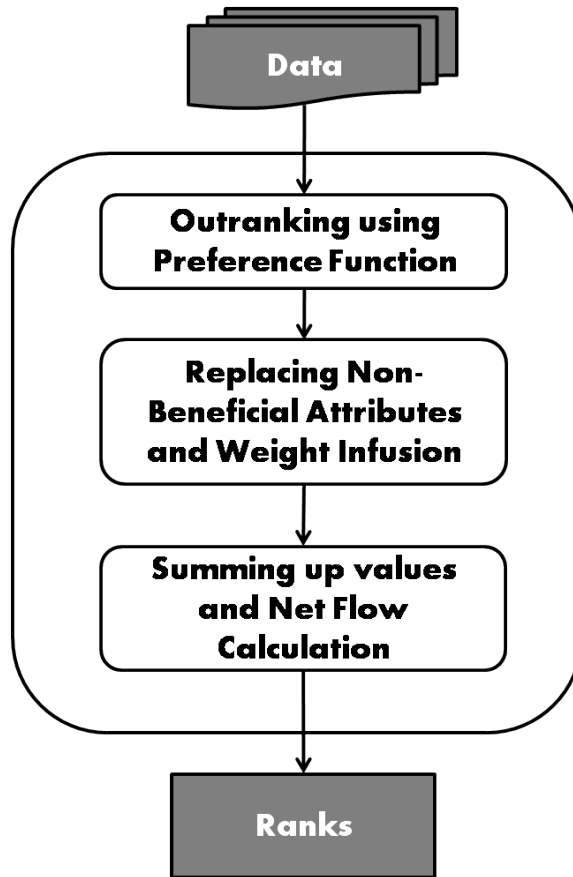 Data
Outranking using
Preference Function
Replacing Non-
Beneficial Attributes
and Weight Infusion
Summing up values
and Net Flow
Calculation
Ranks